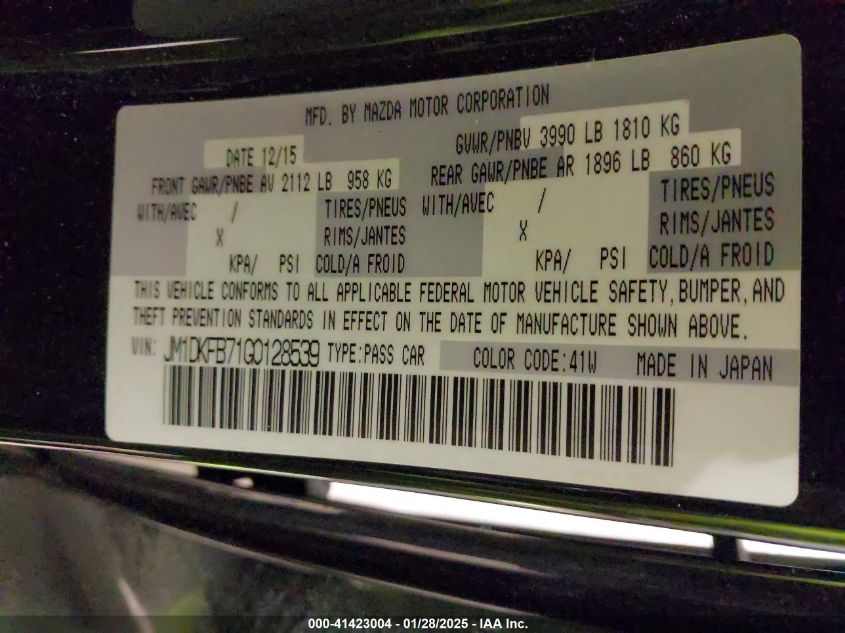 MFD. BY MAZDA MOTOR CORPORATION
DATE 12/15 GVWR/PNBV 3990 LB 1810 KG
FRONT GAWR/PNBE AV 2112 LB 958 KG REAR GAWR/PNBE AR 1896 LB 860 KG
WITH/AVEC / TIRES/PNEUS WITH/AVEC / TIRES/PNEUS
X RIMS/JANTES X RIMS/JANTES
KPA/ PSI COLD/A FROID KPA/ PSI COLD/A FROID
THIS VEHICLE CONFORMS TO ALL APPLICABLE FEDERAL MOTOR VEHICLE SAFETY, BUMPER, AND
THEFT PREVENTION STANDARDS IN EFFECT ON THE DATE OF MANUFACTURE SHOWN ABOVE.
VIN: JM1DKFB71G0128539 TYPE:PASS CAR COLOR CODE:41W MADE IN JAPAN
000-41423004 — 01/28/2025 — IAA Inc.